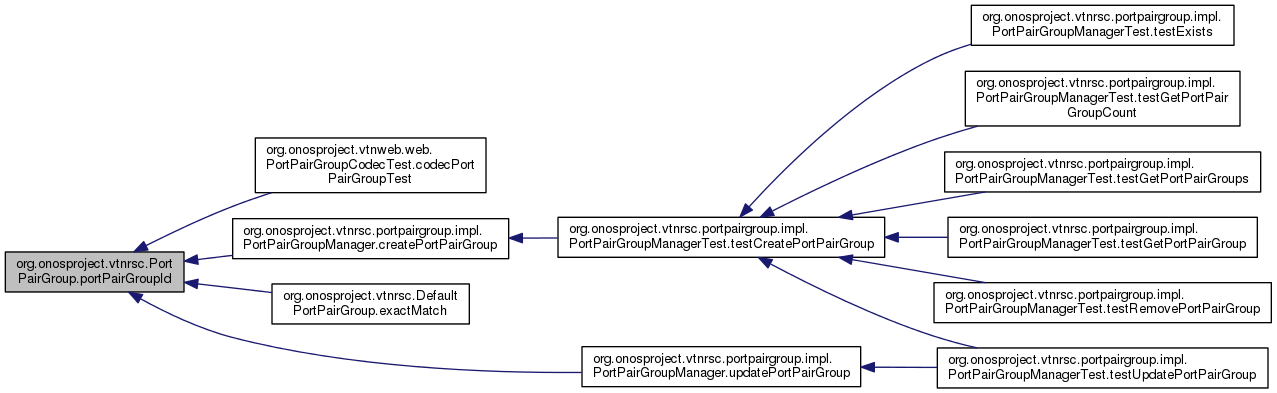 org.onosproject.vtnrsc.Port
PairGroup.portPairGroupId
org.onosproject.vtnweb.web.
PortPairGroupCodecTest.codecPort
PairGroupTest
org.onosproject.vtnrsc.portpairgroup.impl.
PortPairGroupManager.createPortPairGroup
org.onosproject.vtnrsc.Default
PortPairGroup.exactMatch
org.onosproject.vtnrsc.portpairgroup.impl.
PortPairGroupManager.updatePortPairGroup
org.onosproject.vtnrsc.portpairgroup.impl.
PortPairGroupManagerTest.testCreatePortPairGroup
org.onosproject.vtnrsc.portpairgroup.impl.
PortPairGroupManagerTest.testExists
org.onosproject.vtnrsc.portpairgroup.impl.
PortPairGroupManagerTest.testGetPortPair
GroupCount
org.onosproject.vtnrsc.portpairgroup.impl.
PortPairGroupManagerTest.testGetPortPairGroups
org.onosproject.vtnrsc.portpairgroup.impl.
PortPairGroupManagerTest.testGetPortPairGroup
org.onosproject.vtnrsc.portpairgroup.impl.
PortPairGroupManagerTest.testRemovePortPairGroup
org.onosproject.vtnrsc.portpairgroup.impl.
PortPairGroupManagerTest.testUpdatePortPairGroup